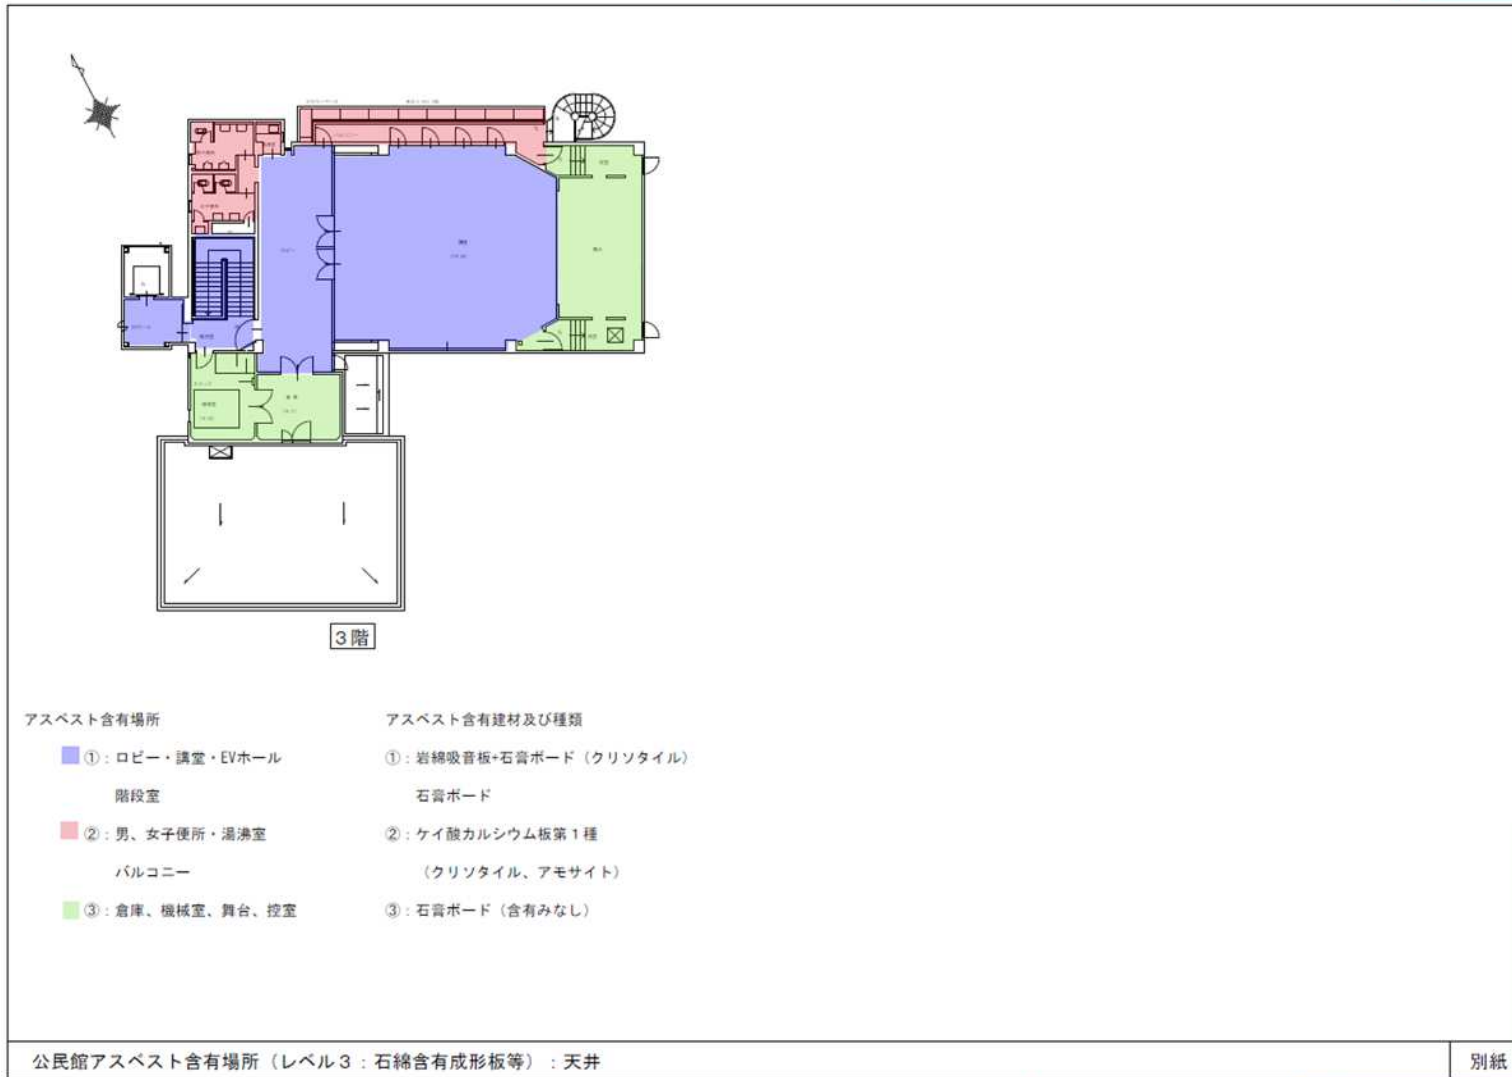 ロビー
講堂
舞台
3階
アスベスト含有場所
アスベスト含有建材及び種類
①：ロビー・講堂・EVホール
①：岩綿吸音板+石膏ボード（クリソタイル）
階段室
石膏ボード
②：男、女子便所・湯沸室
②：ケイ酸カルシウム板第１種
バルコニー
（クリソタイル、アモサイト）
③：倉庫、機械室、舞台、控室
③：石膏ボード（含有みなし）
公民館アスベスト含有場所（レベル３：石綿含有成形板等）：天井
別紙